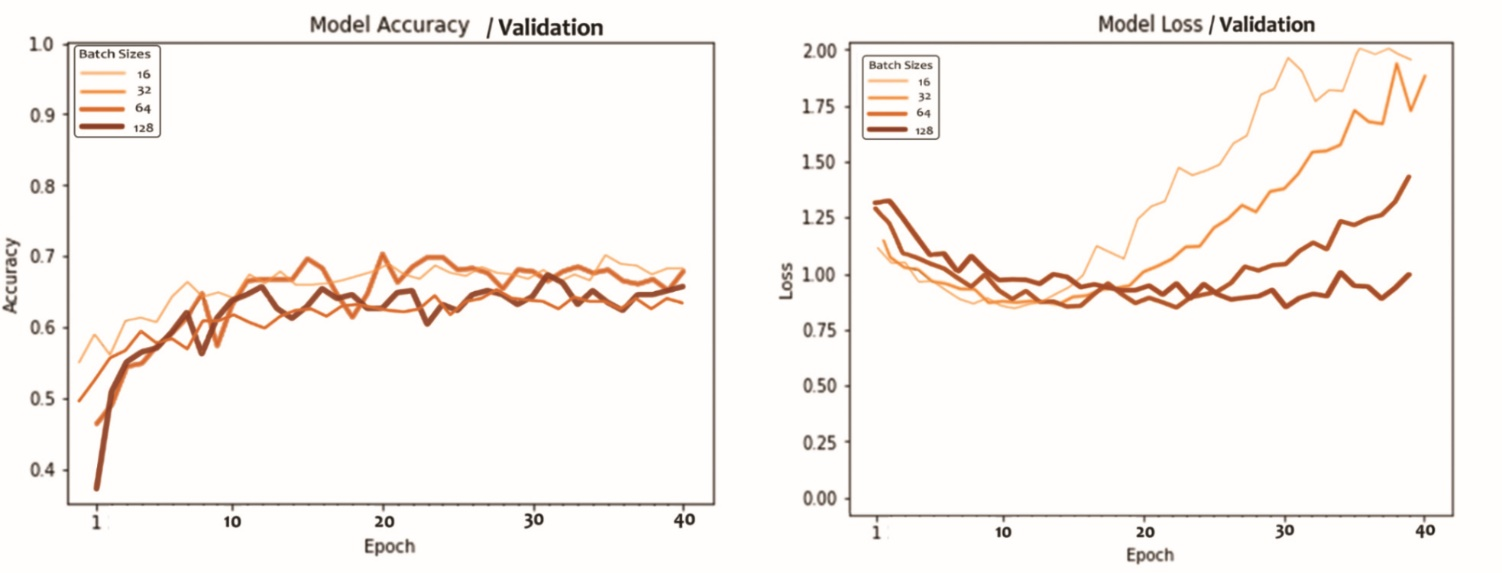 Model Accuracy / Validation
1.0
0.9
0.8
0.7
0.6
0.5
0.4
Accuracy
Batch Sizes
16
32
64
128
1 10 20 30 40
Epoch
Model Loss / Validation
2.00
1.75
1.50
1.25
1.00
0.75
0.50
0.25
0.00
Loss
Batch Sizes
16
32
64
128
1 10 20 30 40
Epoch